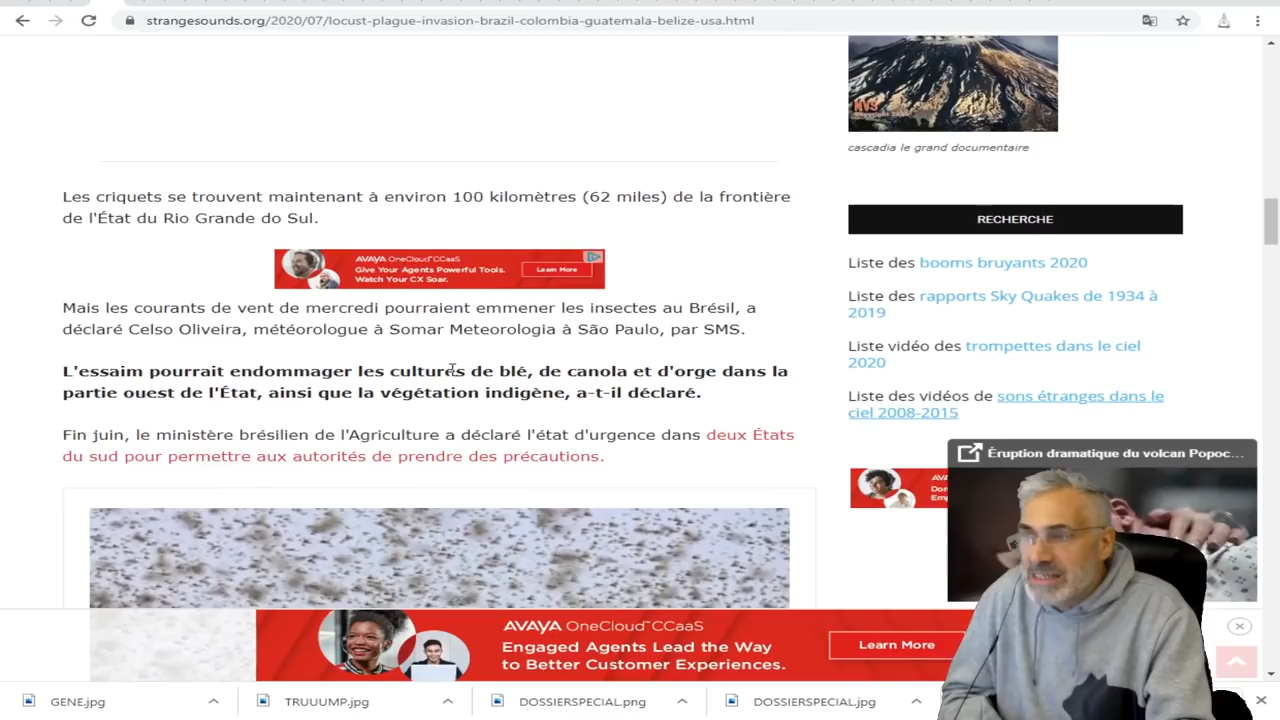 strangesounds.org/2020/07/locust-plague-invasion-brazil-colombia-guatemala-belize-usa.html
cascadia le grand documentaire
Les criquets se trouvent maintenant à environ 100 kilomètres (62 miles) de la frontière
de l'État du Rio Grande do Sul.
AVAYA OneCloud™CCaaS
Give Your Agents Powerful Tools.
Watch Your CX Soar.
Learn More
Mais les courants de vent de mercredi pourraient emmener les insectes au Brésil, a
déclaré Celso Oliveira, météorologue à Somar Meteorologia à São Paulo, par SMS.
L'essaim pourrait endommager les cultures de blé, de canola et d'orge dans la
partie ouest de l'État, ainsi que la végétation indigène, a-t-il déclaré.
Fin juin, le ministère brésilien de l'Agriculture a déclaré l'état d'urgence dans deux États
du sud pour permettre aux autorités de prendre des précautions.
RECHERCHE
Liste des booms bruyants 2020
Liste des rapports Sky Quakes de 1934 à
2019
Liste vidéo des trompettes dans le ciel
2020
Liste des vidéos de sons étranges dans le
ciel 2008-2015
Éruption dramatique du volcan Popoc...
AVAYA OneCloud™CCaaS
Engaged Agents Lead the Way
to Better Customer Experiences.
Learn More
GENE.jpg
TRUUUMP.jpg
DOSSIERSPECIAL.png
DOSSIERSPECIAL.jpg